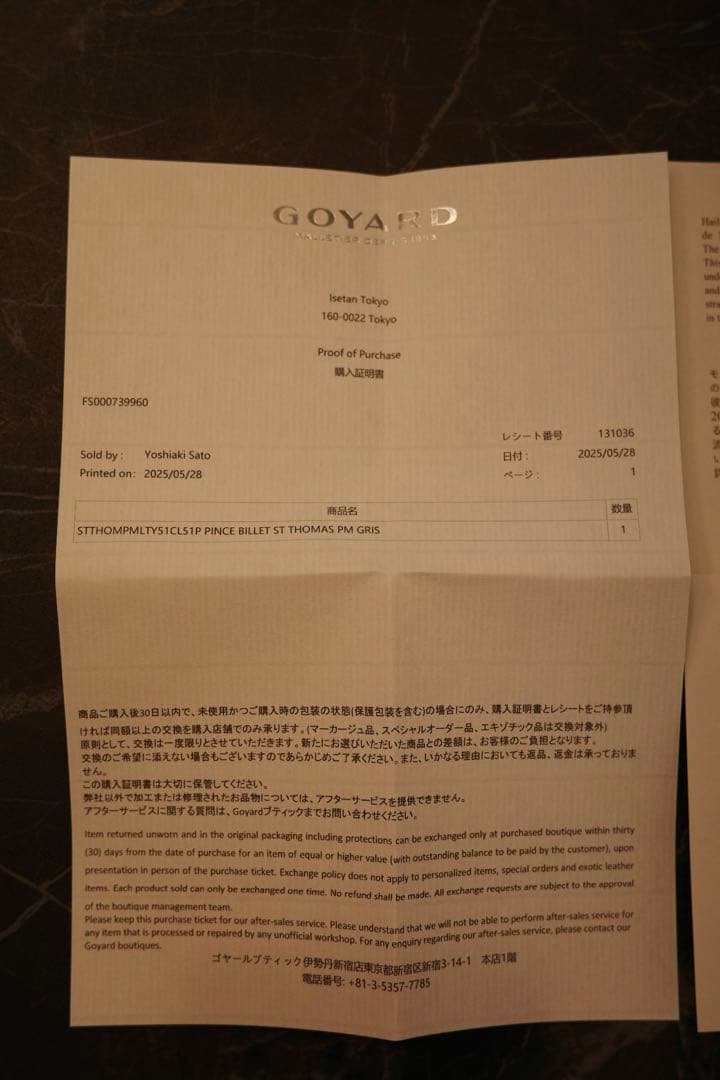 GOYARD
Isetan Tokyo
160-0022 Tokyo
Proof of Purchase
購入証明書
FS000739960
レシート番号 131036
Sold by : Yoshiaki Sato
日付 : 2025/05/28
Printed on: 2025/05/28
ページ : 1
商品名 数量
STTHOMPMLTY51CL51P PINCE BILLET ST THOMAS PM GRIS 1
商品ご購入後30日以内で、未使用かつご購入時の包装の状態(保護包装を含む)の場合にのみ、購入証明書とレシートをご持参頂
ければ同額以上の交換を購入店舗でのみ承ります。(マーカージュ品、スペシャルオーダー品、エキゾチック品は交換対象外)
原則として、交換は一度限りとさせていただきます。新たにお選びいただいた商品との差額は、お客様のご負担となります。
交換のご希望に添えない場合もございますのであらかじめご了承ください。また、いかなる理由においても返品、返金は承っておりま
せん。
この購入証明書は大切に保管してください。
弊社以外で加工または修理されたお品物については、アフターサービスを提供できません。
アフターサービスに関する質問は、Goyardブティックまでお問い合わせください。
Item returned unworn and in the original packaging including protections can be exchanged only at purchased boutique within thirty
(30) days from the date of purchase for an item of equal or higher value (with outstanding balance to be paid by the customer), upon
presentation in person of the purchase ticket. Exchange policy does not apply to personalized items, special orders and exotic leather
items. Each product sold can only be exchanged one time. No refund shall be made. All exchange requests are subject to the approval
of the boutique management team.
Please keep this purchase ticket for our after-sales service. Please understand that we will not be able to perform after-sales service for
any item that is processed or repaired by any unofficial workshop. For any enquiry regarding our after-sales service, please contact our
Goyard boutiques.
ゴヤールブティック伊勢丹新宿店東京都新宿区新宿3-14-1 本店1階
電話番号: +81-3-5357-7785
Hail
de
The
This
und
and
stra
in t
モ
の
後
20
る
い